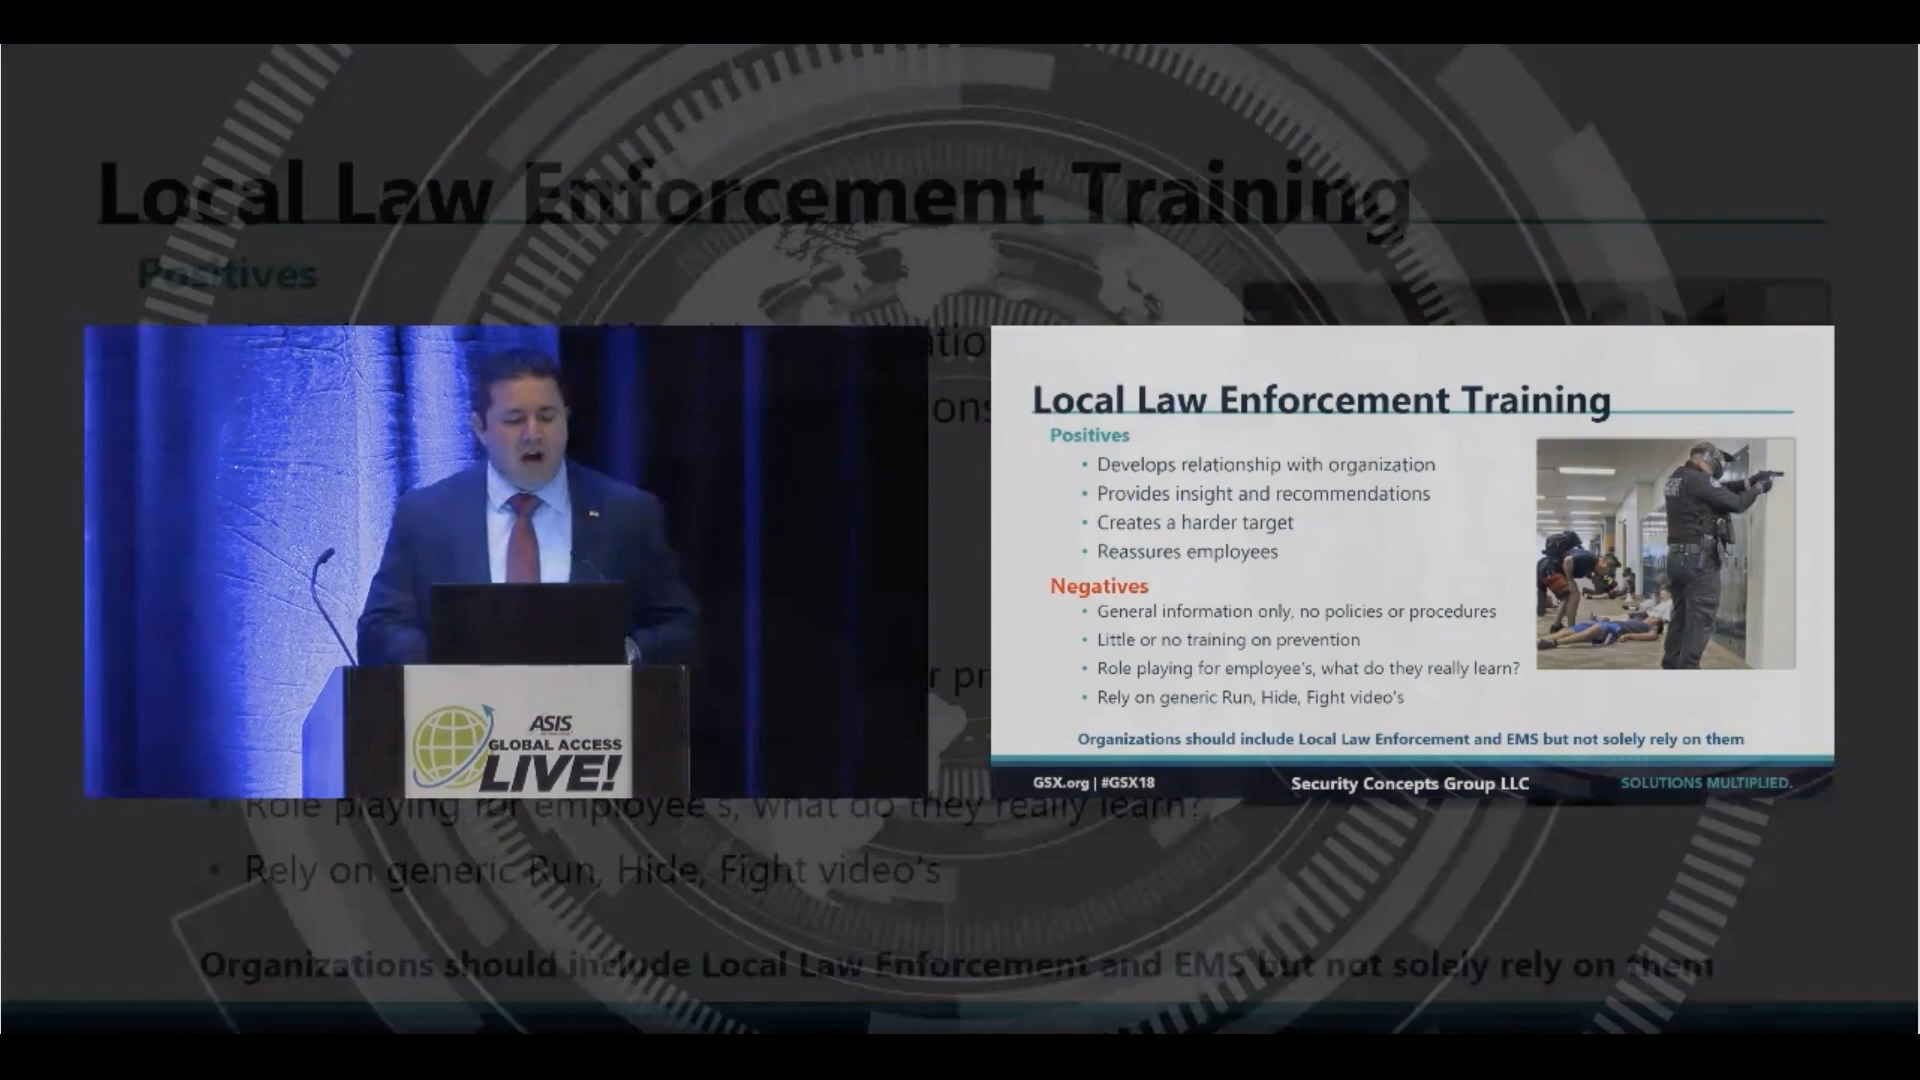 Local Law Enforcement Training
Positives
Local Law Enforcement Training
Positives
• Develops relationship with organization
• Provides insight and recommendations
• Creates a harder target
• Reassures employees
Negatives
• General information only, no policies or procedures
• Little or no training on prevention
• Role playing for employee's, what do they really learn?
• Rely on generic Run, Hide, Fight video's
Organizations should include Local Law Enforcement and EMS but not solely rely on them
GSX.org | #GSX18 Security Concepts Group LLC SOLUTIONS MULTIPLIED.
ASIS
GLOBAL ACCESS
LIVE!
• Role playing for employee's, what do they really learn?
• Rely on generic Run, Hide, Fight video's
Organizations should include Local Law Enforcement and EMS but not solely rely on them